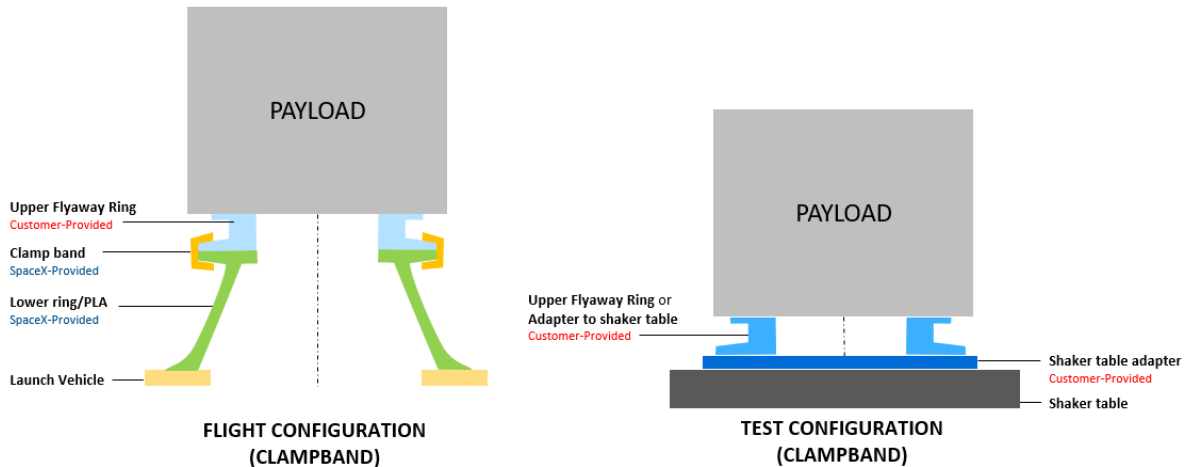 PAYLOAD
Upper Flyaway Ring
Customer-Provided
Clamp band
SpaceX-Provided
Lower ring/PLA
SpaceX-Provided
Launch Vehicle
FLIGHT CONFIGURATION
(CLAMPBAND)
PAYLOAD
Upper Flyaway Ring or
Adapter to shaker table
Customer-Provided
Shaker table adapter
Customer-Provided
Shaker table
TEST CONFIGURATION
(CLAMPBAND)